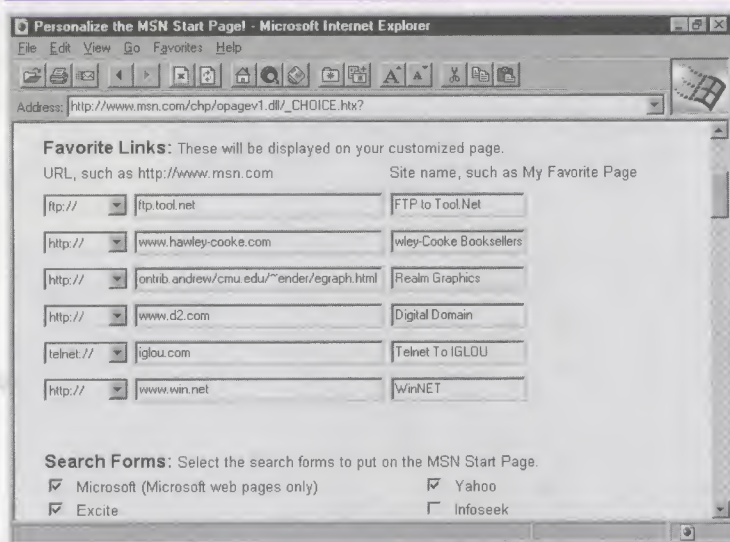 Personalize the MSN Start Page! - Microsoft Internet Explorer
File Edit View Go Favorites Help
Address: http://www.msn.com/chp/opagev1.dll/_CHOICE.htx?
Favorite Links: These will be displayed on your customized page.
URL, such as http://www.msn.com Site name, such as My Favorite Page
ftp:// ftp.tool.net FTP to Tool.Net
http:// www.hawley-cooke.com wley-Cooke Booksellers
http:// ontrib.andrew/cmu.edu/~ender/egraph.html Realm Graphics
http:// www.d2.com Digital Domain
telnet:// iglou.com Telnet To IGLOU
http:// www.win.net WinNET
Search Forms: Select the search forms to put on the MSN Start Page.
Microsoft (Microsoft web pages only) Yahoo
Excite Infoseek